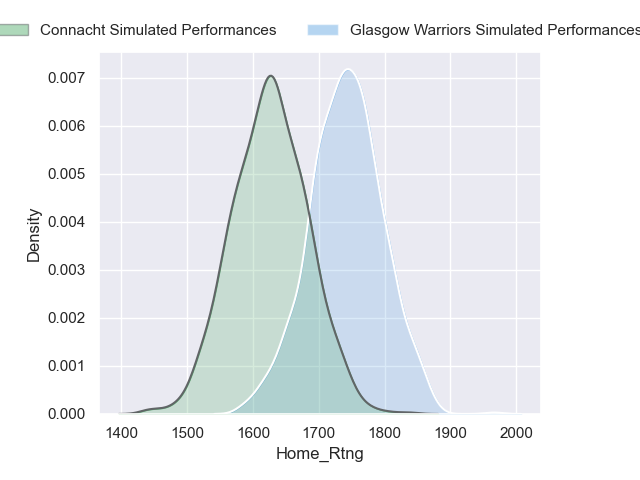 Connacht Simulated Performances Glasgow Warriors Simulated Performances
0.007
0.006
0.005
0.004
0.003
0.002
0.001
0.000
Density
1400 1500 1600 1700 1800 1900 2000
Home_Rtng